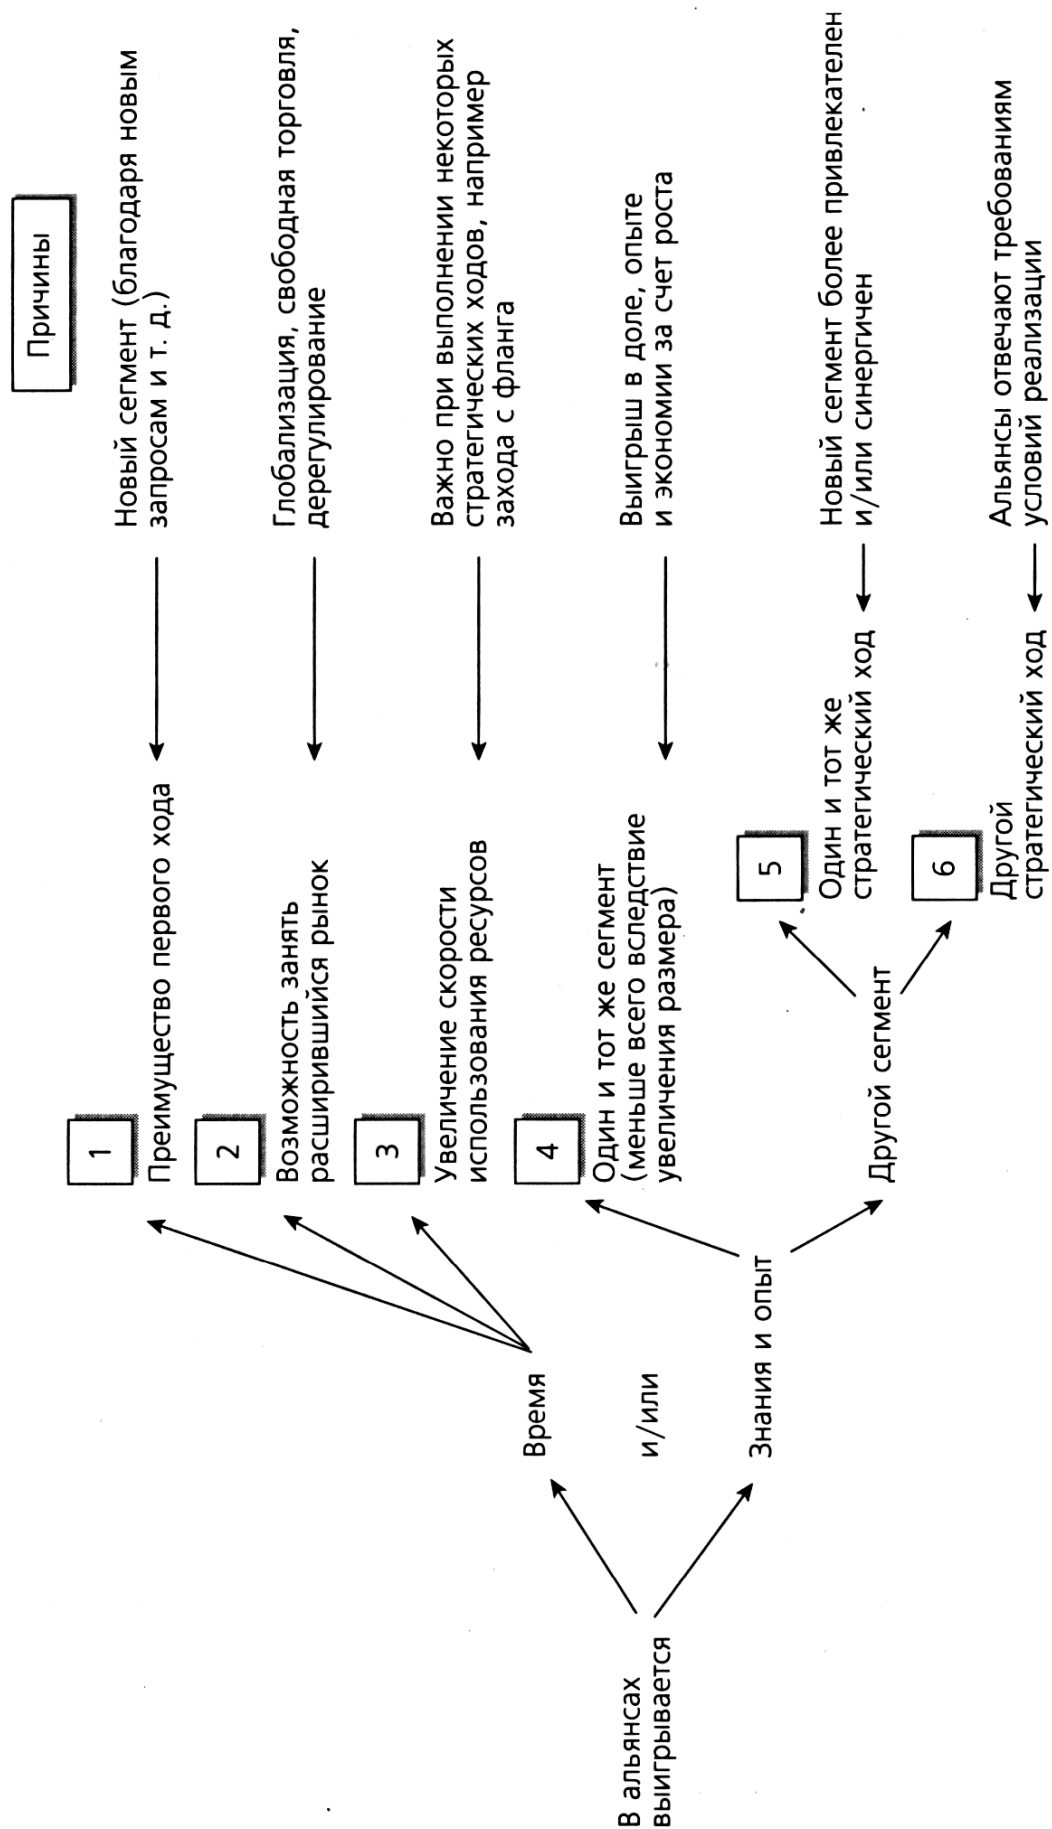 Причины
1
Преимущество первого хода
Новый сегмент (благодаря новым
запросам и т. д.)
2
Возможность занять
расширившийся рынок
Глобализация, свободная торговля,
дерегулирование
3
Увеличение скорости
использования ресурсов
Важно при выполнении некоторых
стратегических ходов, например
захода с фланга
Время
и/или
В альянсах
выигрывается
Знания и опыт
4
Один и тот же сегмент
(меньше всего вследствие
увеличения размера)
Выигрыш в доле, опыте
и экономии за счет роста
Другой сегмент
5
Один и тот же
стратегический ход
Новый сегмент более привлекателен
и/или синергичен
6
Другой
стратегический ход
Альянсы отвечают требованиям
условий реализации